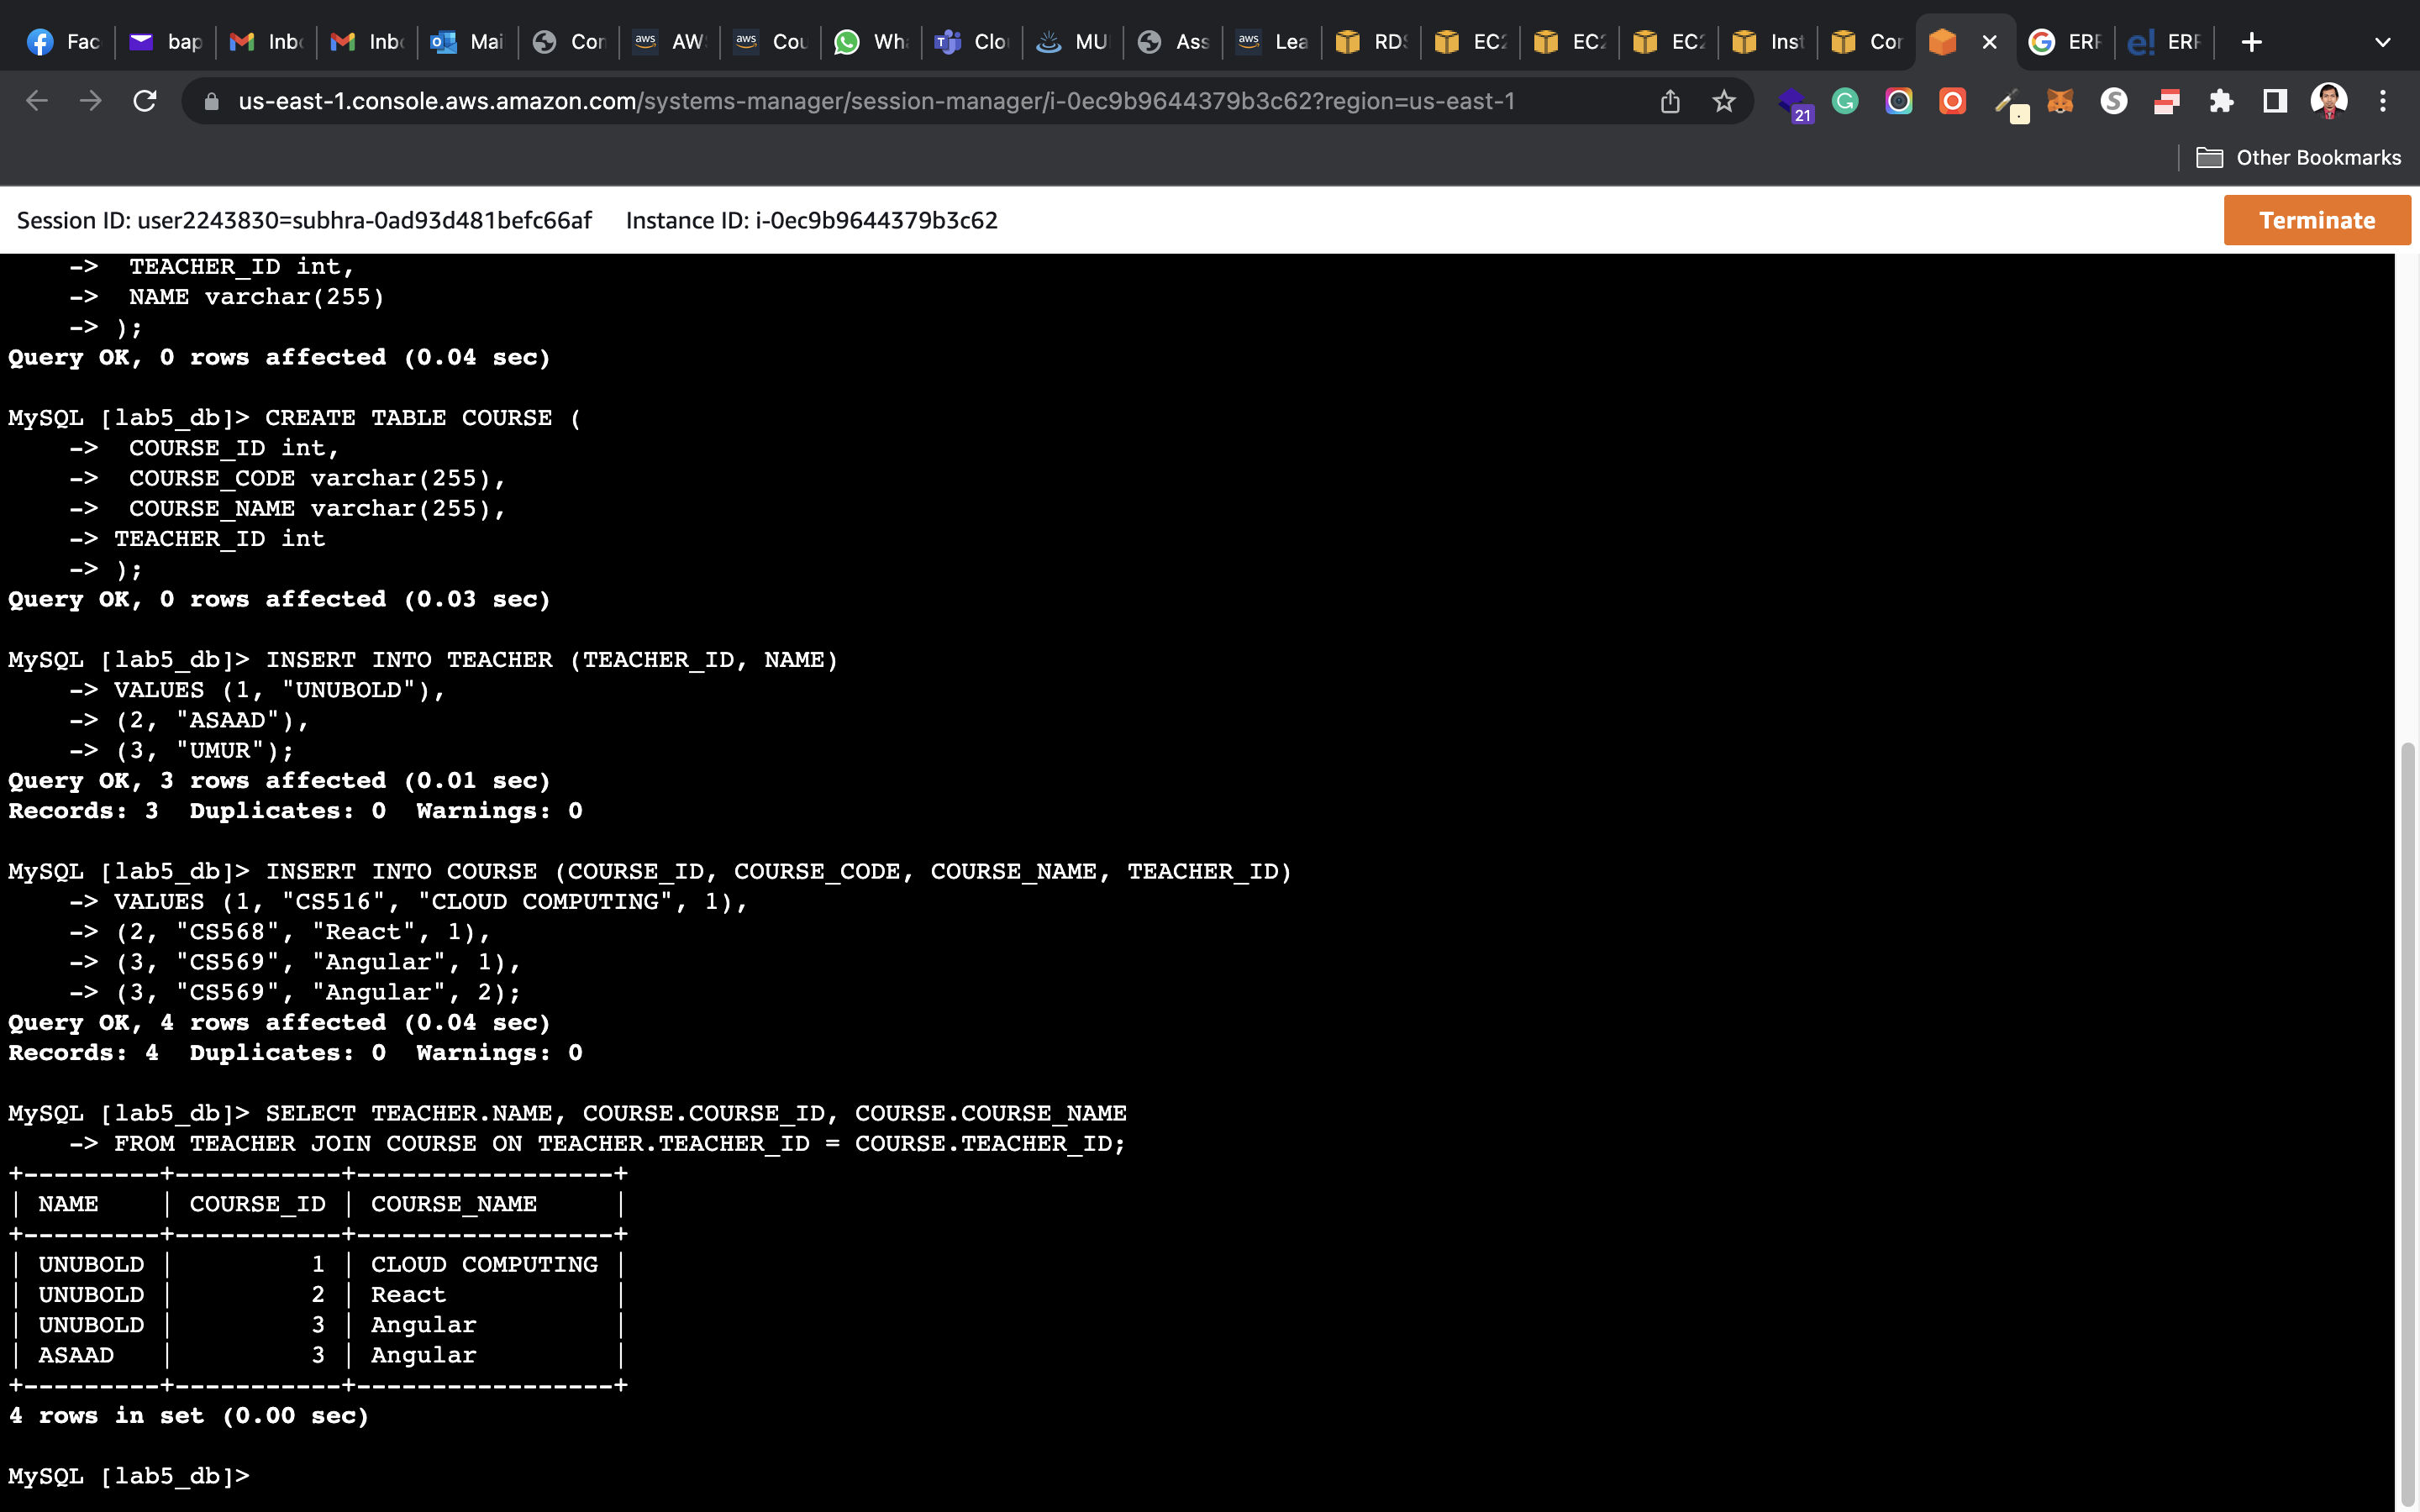 Fac bap Inbo Inbo Mai Con AW Cou Wha Clo MU Ass Lea RDS EC2 EC2 EC2 Inst Cor ERR ERR
us-east-1.console.aws.amazon.com/systems-manager/session-manager/i-0ec9b9644379b3c62?region=us-east-1
21
Other Bookmarks
Session ID: user2243830=subhra-0ad93d481befc66af Instance ID: i-0ec9b9644379b3c62 Terminate
-> TEACHER_ID int,
-> NAME varchar(255)
-> );
Query OK, 0 rows affected (0.04 sec)
MySQL [lab5_db]> CREATE TABLE COURSE (
-> COURSE_ID int,
-> COURSE_CODE varchar(255),
-> COURSE_NAME varchar(255),
-> TEACHER_ID int
-> );
Query OK, 0 rows affected (0.03 sec)
MySQL [lab5_db]> INSERT INTO TEACHER (TEACHER_ID, NAME)
-> VALUES (1, "UNUBOLD"),
-> (2, "ASAAD"),
-> (3, "UMUR");
Query OK, 3 rows affected (0.01 sec)
Records: 3 Duplicates: 0 Warnings: 0
MySQL [lab5_db]> INSERT INTO COURSE (COURSE_ID, COURSE_CODE, COURSE_NAME, TEACHER_ID)
-> VALUES (1, "CS516", "CLOUD COMPUTING", 1),
-> (2, "CS568", "React", 1),
-> (3, "CS569", "Angular", 1),
-> (3, "CS569", "Angular", 2);
Query OK, 4 rows affected (0.04 sec)
Records: 4 Duplicates: 0 Warnings: 0
MySQL [lab5_db]> SELECT TEACHER.NAME, COURSE.COURSE_ID, COURSE.COURSE_NAME
-> FROM TEACHER JOIN COURSE ON TEACHER.TEACHER_ID = COURSE.TEACHER_ID;
+---------+-----------+-----------------+
| NAME | COURSE_ID | COURSE_NAME |
+---------+-----------+-----------------+
| UNUBOLD | 1 | CLOUD COMPUTING |
| UNUBOLD | 2 | React |
| UNUBOLD | 3 | Angular |
| ASAAD | 3 | Angular |
+---------+-----------+-----------------+
4 rows in set (0.00 sec)
MySQL [lab5_db]>